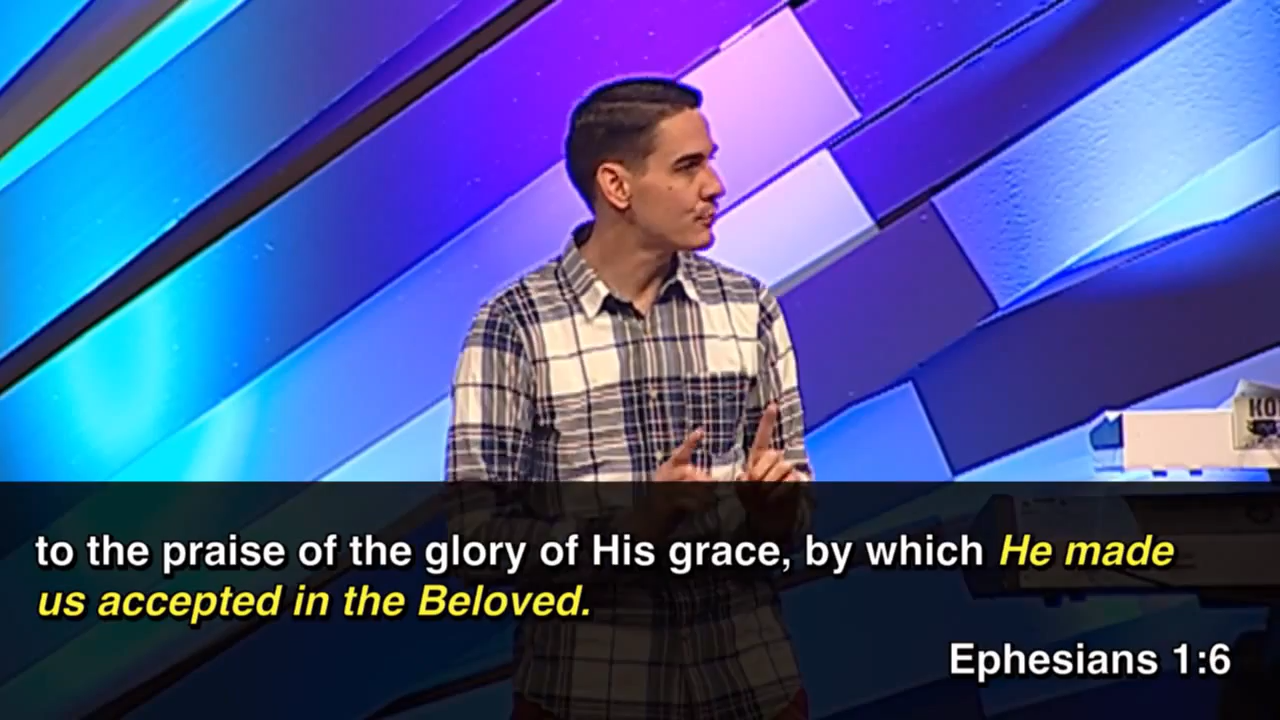 to the praise of the glory of His grace, by which He made
us accepted in the Beloved.
Ephesians 1:6